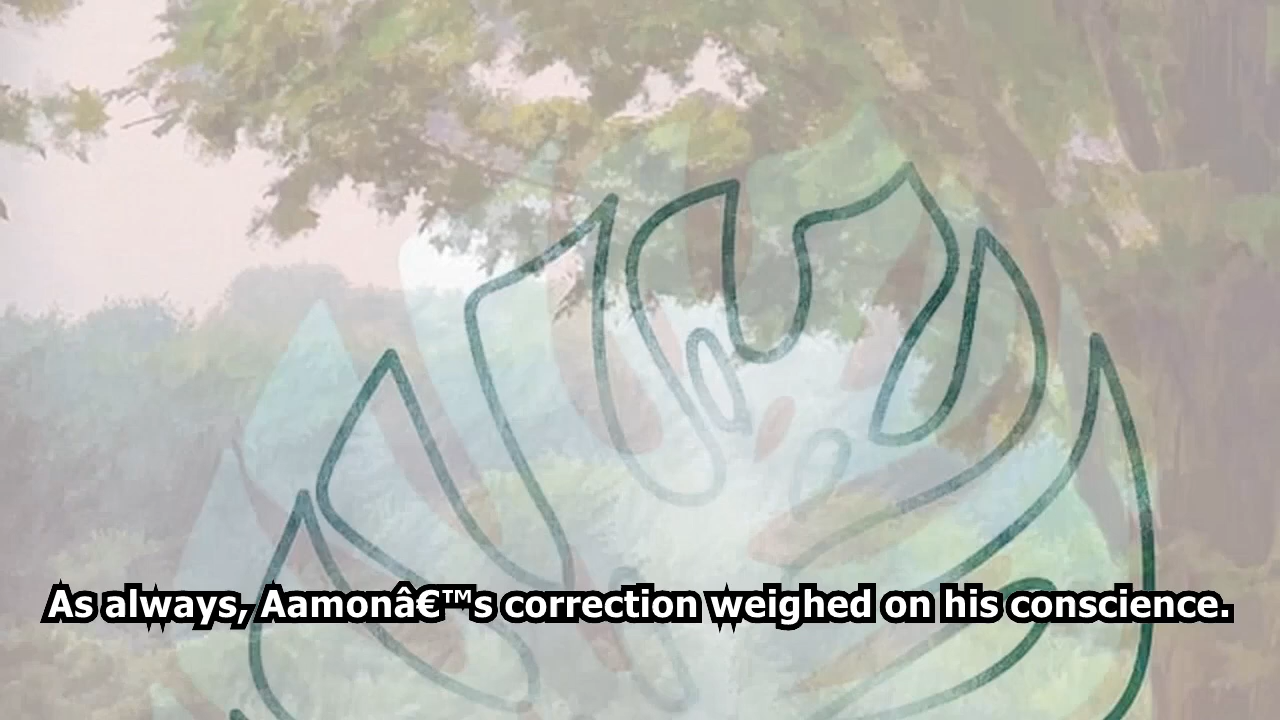 As always, Aamonâ€™s correction weighed on his conscience.